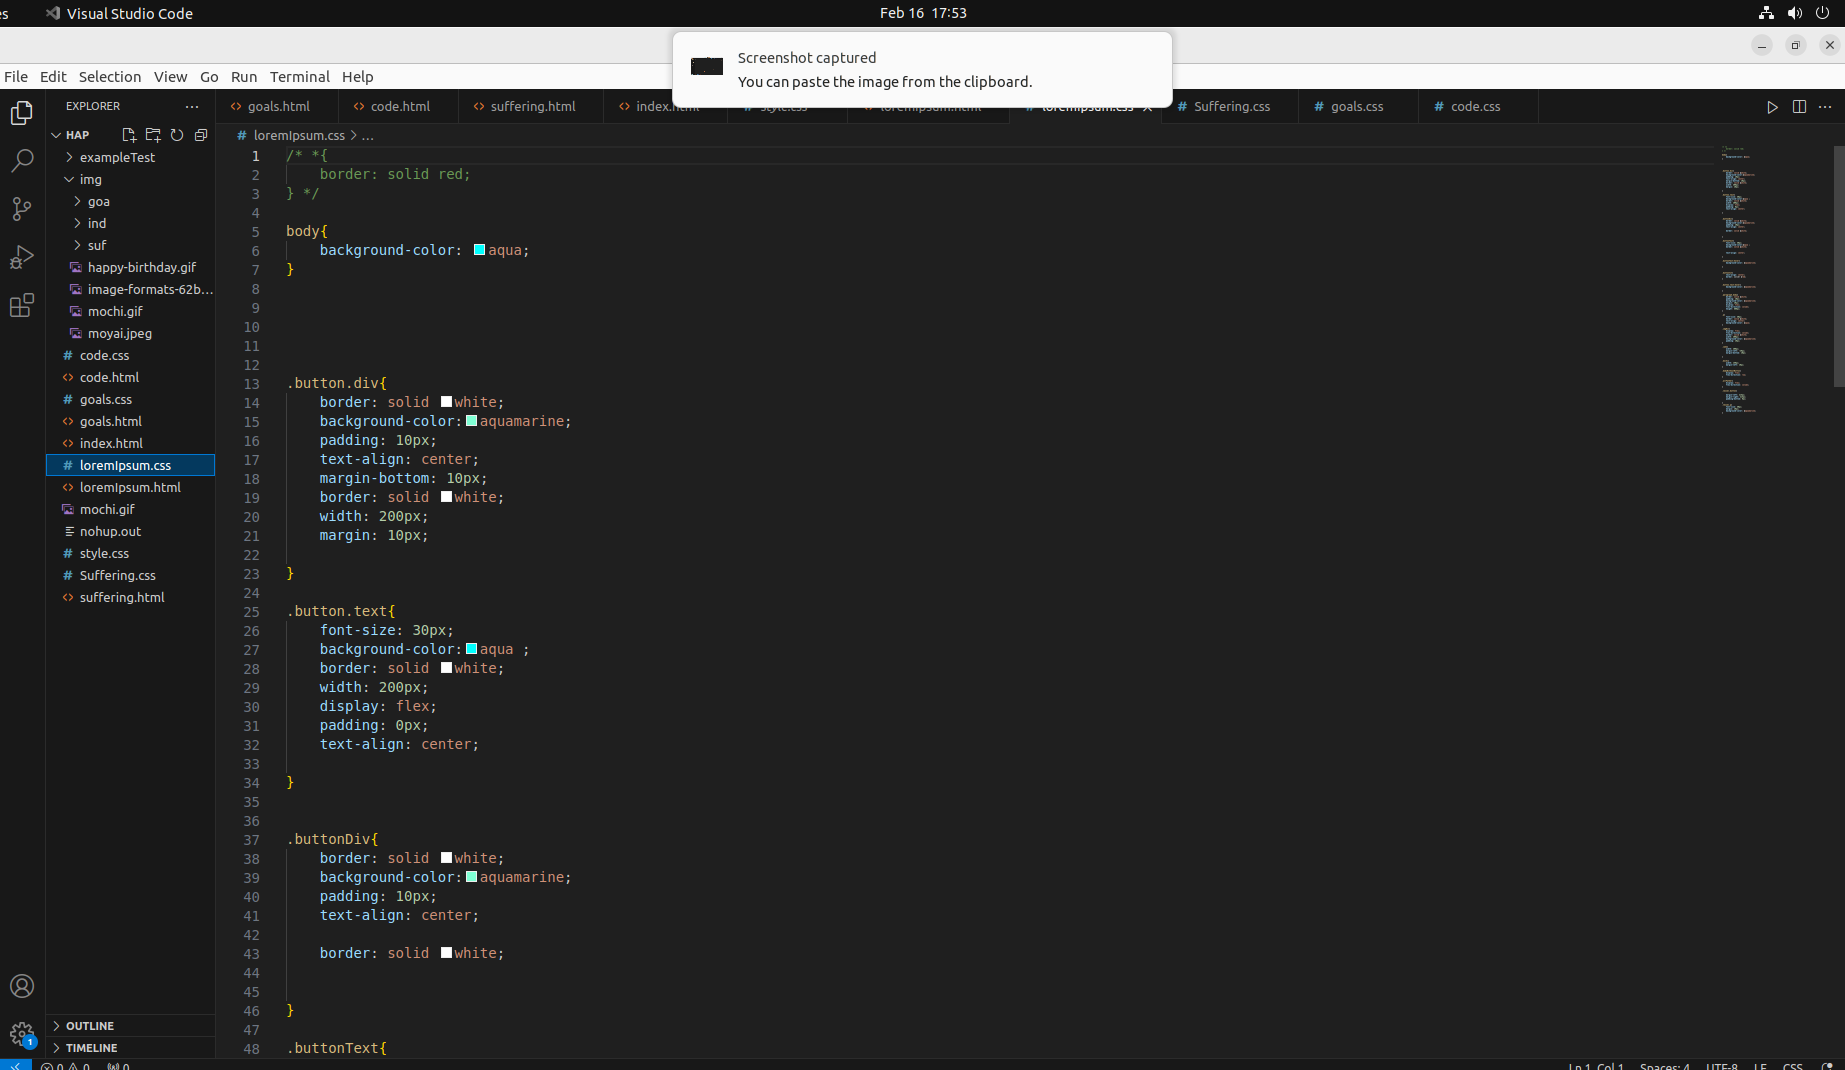 es
Visual Studio Code
Feb 16 17:53
Screenshot captured
You can paste the image from the clipboard.
File Edit Selection View Go Run Terminal Help
EXPLORER
goals.html
code.html
suffering.html
index.html
style.css
loremIpsum.html
loremIpsum.css
Suffering.css
goals.css
code.css
HAP
exampleTest
img
goa
ind
suf
happy-birthday.gif
image-formats-62b...
mochi.gif
moyai.jpeg
code.css
code.html
goals.css
goals.html
index.html
loremIpsum.css
loremIpsum.html
mochi.gif
nohup.out
style.css
Suffering.css
suffering.html
OUTLINE
TIMELINE
1
loremIpsum.css > ...
1 /* *{
2 border: solid red;
3 } */
4
5 body{
6 background-color: aqua;
7 }
8
9
10
11
12
13 .button.div{
14 border: solid white;
15 background-color: aquamarine;
16 padding: 10px;
17 text-align: center;
18 margin-bottom: 10px;
19 border: solid white;
20 width: 200px;
21 margin: 10px;
22
23 }
24
25 .button.text{
26 font-size: 30px;
27 background-color: aqua ;
28 border: solid white;
29 width: 200px;
30 display: flex;
31 padding: 0px;
32 text-align: center;
33
34 }
35
36
37 .buttonDiv{
38 border: solid white;
39 background-color: aquamarine;
40 padding: 10px;
41 text-align: center;
42
43 border: solid white;
44
45
46 }
47
48 .buttonText{
0 0 0
Ln 1, Col 1 Spaces: 4 UTF-8 LF CSS